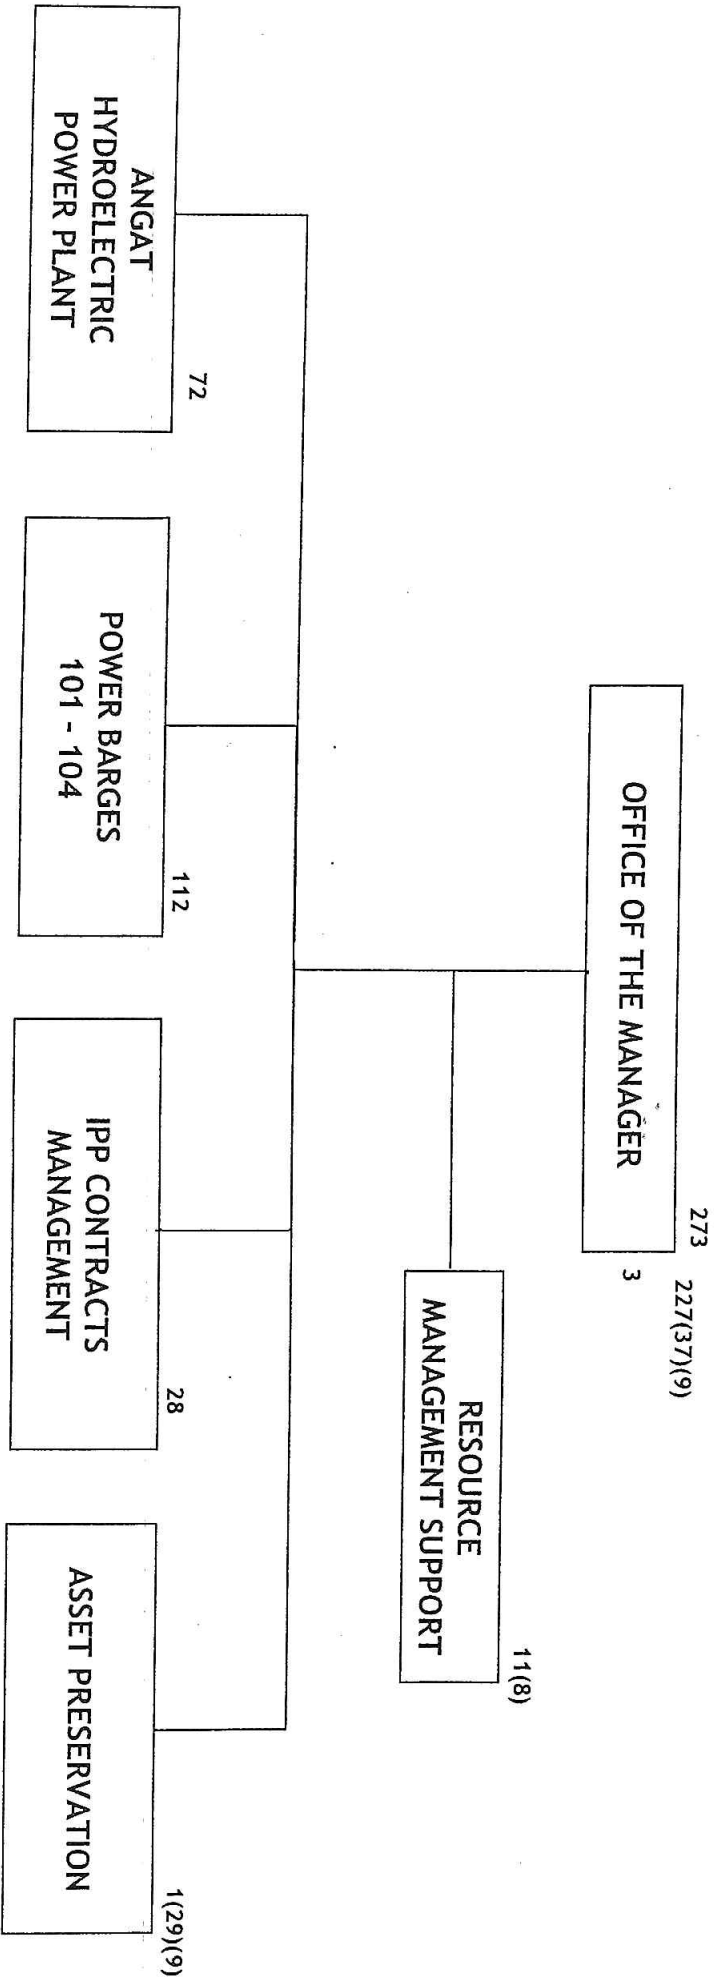 273
227(37)(9)
OFFICE OF THE MANAGER
3
11(8)
RESOURCE
MANAGEMENT SUPPORT
72
ANGAT
HYDROELECTRIC
POWER PLANT
112
POWER BARGES
101 - 104
28
IPP CONTRACTS
MANAGEMENT
1(29)(9)
ASSET PRESERVATION